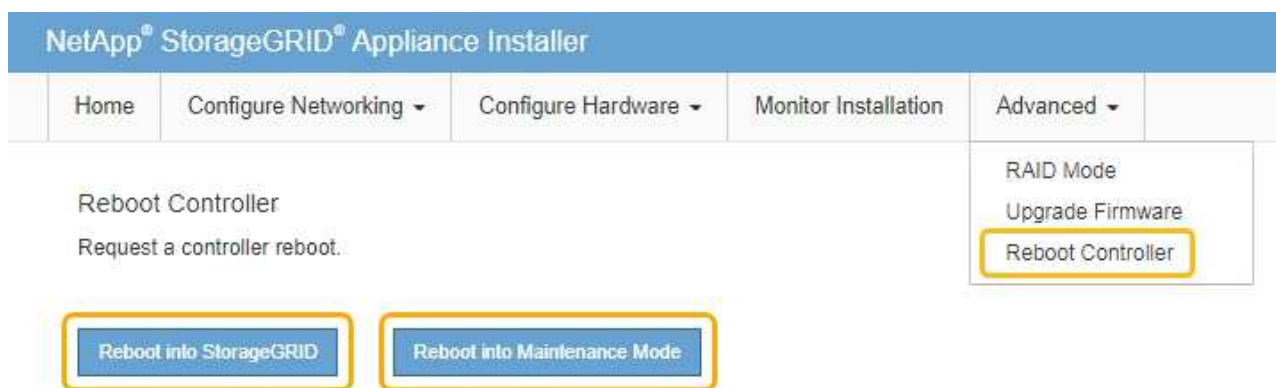 NetApp® StorageGRID® Appliance Installer
Home Configure Networking Configure Hardware Monitor Installation Advanced
RAID Mode
Upgrade Firmware
Reboot Controller
Reboot Controller
Request a controller reboot.
Reboot into StorageGRID Reboot into Maintenance Mode